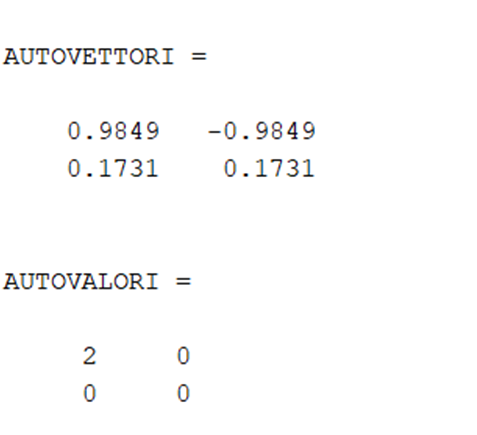 AUTOVETTORI =
0.9849 -0.9849
0.1731 0.1731
AUTOVALORI =
2 0
0 0